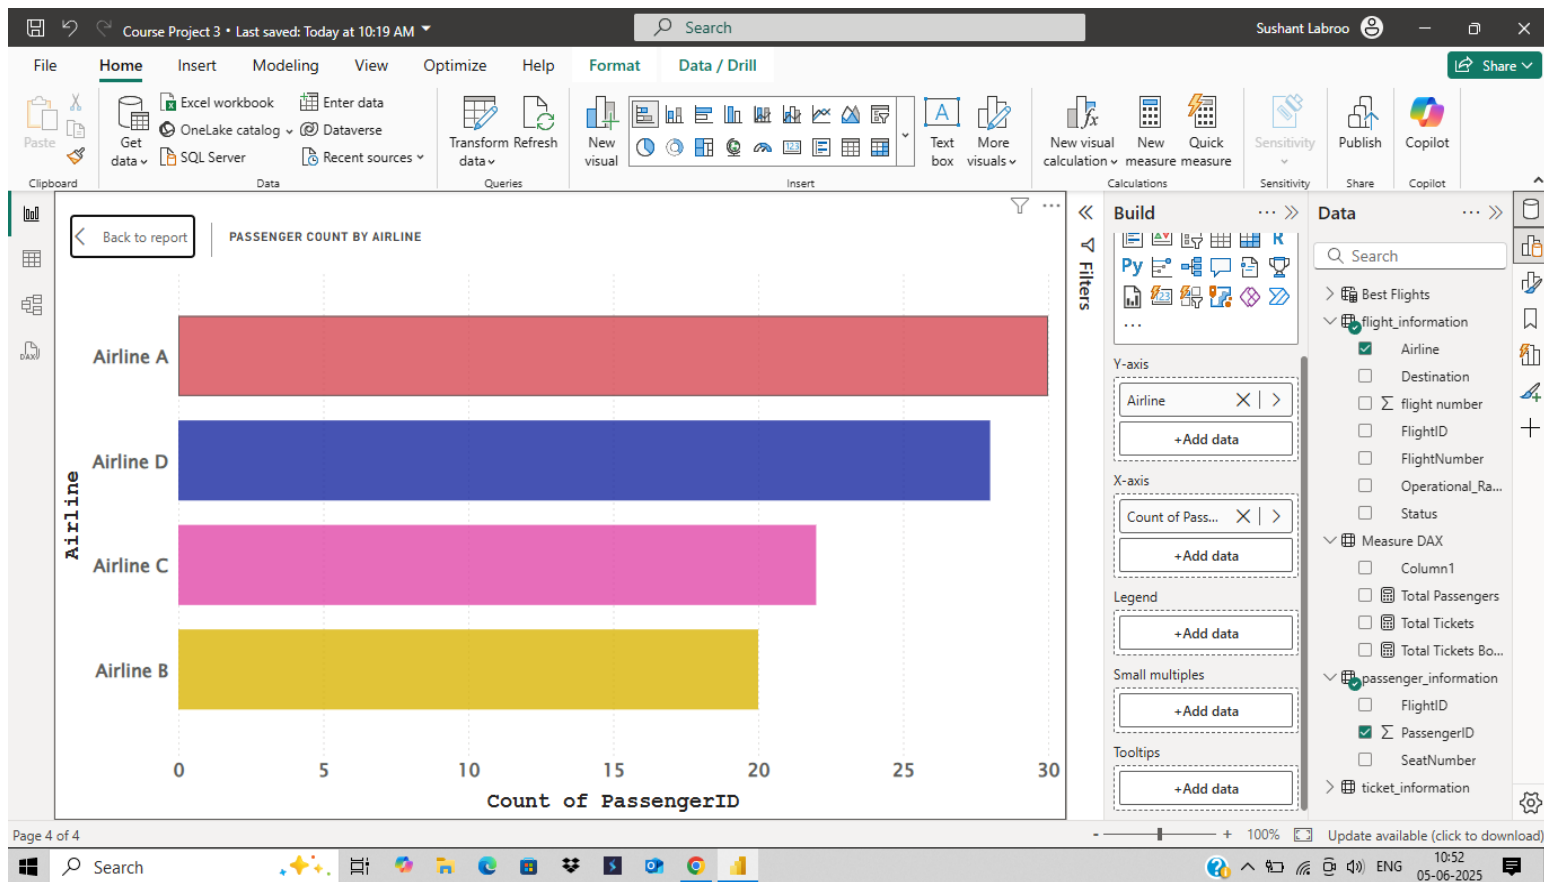 Course Project 3 • Last saved: Today at 10:19 AM
Search
Sushant Labroo
File Home Insert Modeling View Optimize Help Format Data / Drill
Share
Paste
Clipboard
Get data
Excel workbook
OneLake catalog
SQL Server
Enter data
Dataverse
Recent sources
Data
Transform data
Refresh
Queries
New visual
123
A
Text box
More visuals
Insert
fx
New visual calculation
New measure
Quick measure
Calculations
Sensitivity
Sensitivity
Publish
Share
Copilot
Copilot
DAX
Back to report
PASSENGER COUNT BY AIRLINE
Airline
Airline A
Airline D
Airline C
Airline B
0 5 10 15 20 25 30
Count of PassengerID
Filters
Build
R
Py
123
...
Y-axis
Airline
+Add data
X-axis
Count of Pass...
+Add data
Legend
+Add data
Small multiples
+Add data
Tooltips
+Add data
Data
Search
Best Flights
flight_information
Airline
Destination
∑ flight number
FlightID
FlightNumber
Operational_Ra...
Status
Measure DAX
Column1
Total Passengers
Total Tickets
Total Tickets Bo...
passenger_information
FlightID
∑ PassengerID
SeatNumber
ticket_information
Page 4 of 4
- + 100%
Update available (click to download)
Search
ENG
10:52
05-06-2025